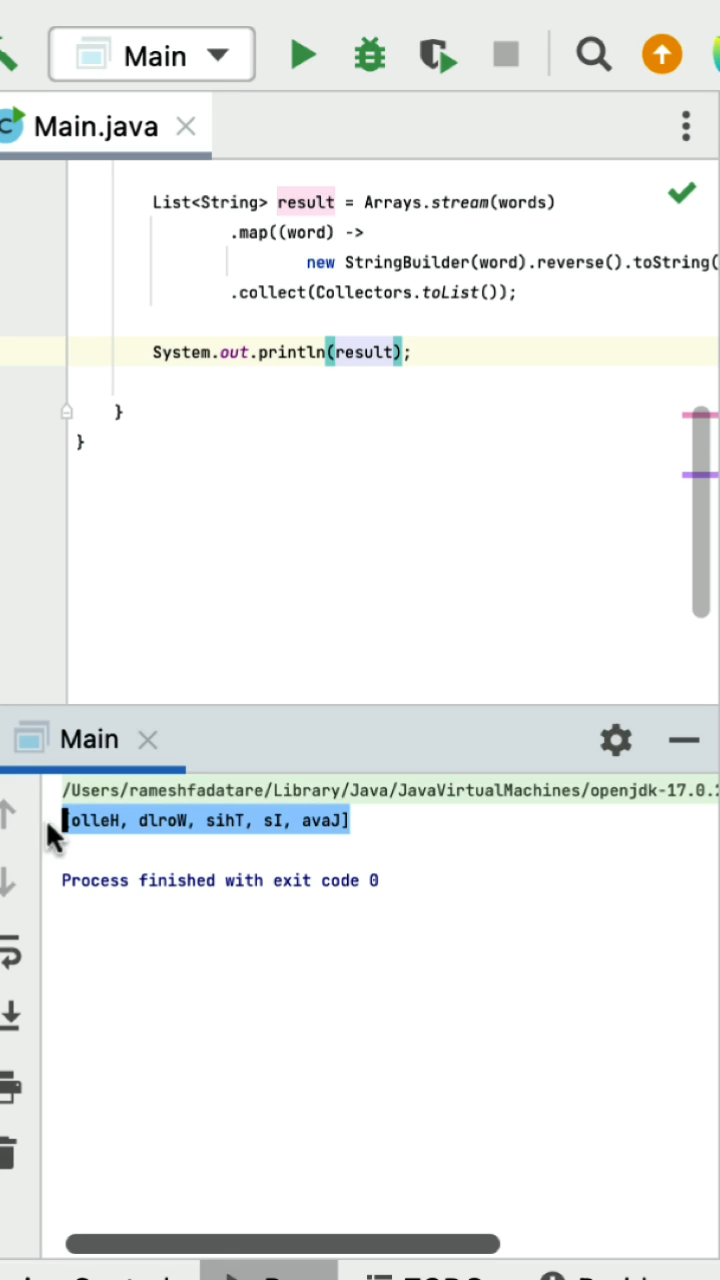 Main
Main.java
List<String> result = Arrays.stream(words)
.map((word) ->
new StringBuilder(word).reverse().toString(
.collect(Collectors.toList());
System.out.println(result);
}
}
Main
/Users/rameshfadatare/Library/Java/JavaVirtualMachines/openjdk-17.0.
[olleH, dlroW, sihT, sI, avaJ]
Process finished with exit code 0